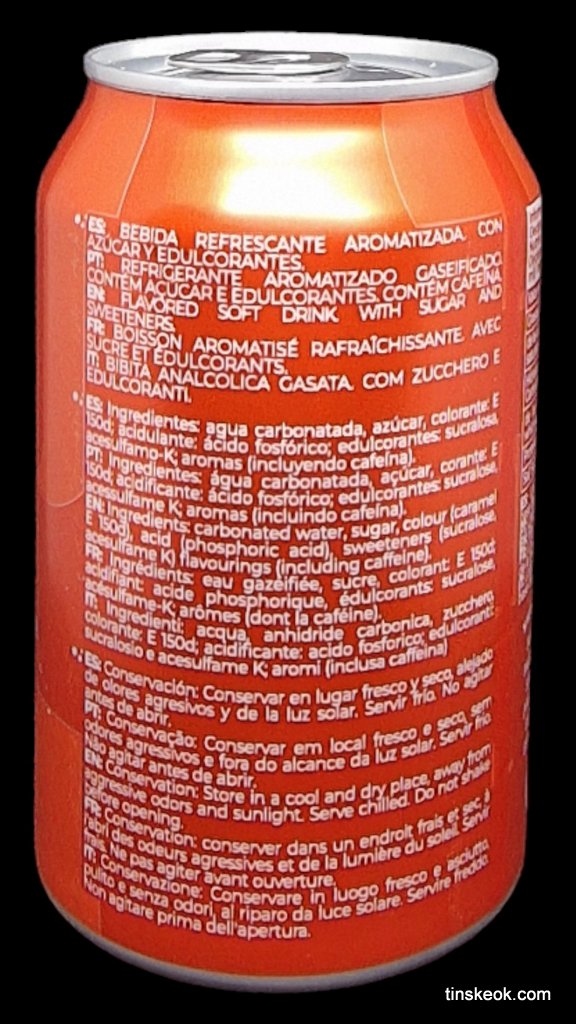 ES: BEBIDA REFRESCANTE AROMATIZADA. CON
AZÚCAR Y EDULCORANTES.
PT: REFRIGERANTE AROMATIZADO GASEIFICADO.
CONTÉM AÇUCAR E EDULCORANTES. CONTÉM CAFEÍNA.
EN: FLAVORED SOFT DRINK WITH SUGAR AND
SWEETENERS.
FR: BOISSON AROMATISÉ RAFRAÎCHISSANTE. AVEC
SUCRE ET ÉDULCORANTS.
IT: BIBITA ANALCOLICA GASATA. COM ZUCCHERO E
EDULCORANTI.
ES: Ingredientes: agua carbonatada, azúcar, colorante: E
150d; acidulante: ácido fosfórico; edulcorantes: sucralosa,
acesulfamo-K; aromas (incluyendo cafeína).
PT: Ingredientes: água carbonatada, açúcar, corante: E
150d; acidificante: ácido fosfórico; edulcorantes: sucralose,
acessulfame K; aromas (incluindo cafeína).
EN: Ingredients: carbonated water, sugar, colour (caramel
E 150d), acid (phosphoric acid), sweeteners (sucralose,
acesulfame K) flavourings (including caffeine).
FR: Ingrédients: eau gazéifiée, sucre, colorant: E 150d;
acidifiant: acide phosphorique, édulcorants: sucralose,
acésulfame-K; arômes (dont la caféine).
IT: Ingredienti: acqua, anhidride carbonica, zucchero,
colorante: E 150d; acidificante: acido fosforico; edulcoranti:
sucralosio e acesulfame K; aromi (inclusa caffeina)
ES: Conservación: Conservar en lugar fresco y seco, alejado
de olores agresivos y de la luz solar. Servir frío. No agitar
antes de abrir.
PT: Conservação: Conservar em local fresco e seco, sem
odores agressivos e fora do alcance da luz solar. Servir frio.
Não agitar antes de abrir.
EN: Conservation: Store in a cool and dry place, away from
aggressive odors and sunlight. Serve chilled. Do not shake
before opening.
FR: Conservation: conserver dans un endroit frais et sec, à
l'abri des odeurs agressives et de la lumière du soleil. Servir
frais. Ne pas agiter avant ouverture.
IT: Conservazione: Conservare in luogo fresco e asciutto,
pulito e senza odori, al riparo da luce solare. Servire freddo.
Non agitare prima dell'apertura.
tinskeok.com